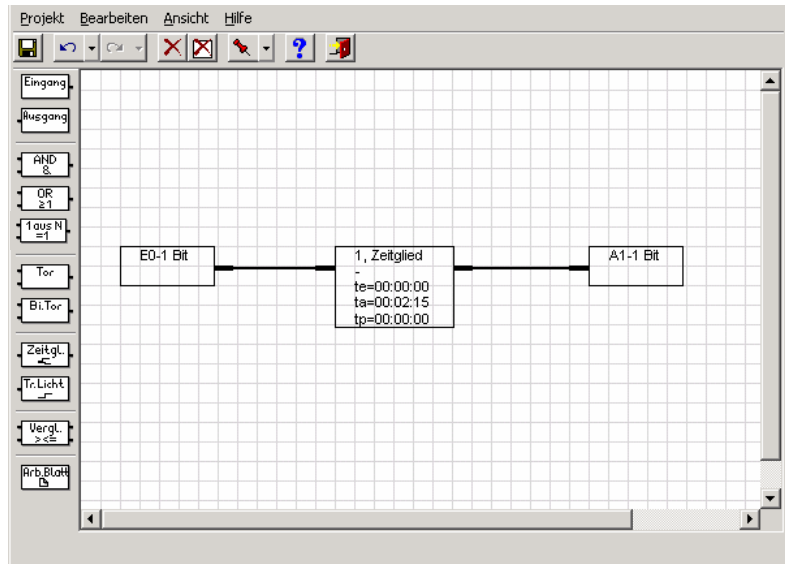 Projekt Bearbeiten Ansicht Hilfe
Eingang
Ausgang
AND
&
OR
≥1
1 aus N
=1
Tor
Bi.Tor
Zeitgl.
Tr.Licht
Vergl.
><=
Arb.Blatt
E0-1 Bit
1, Zeitglied
-
te=00:00:00
ta=00:02:15
tp=00:00:00
A1-1 Bit